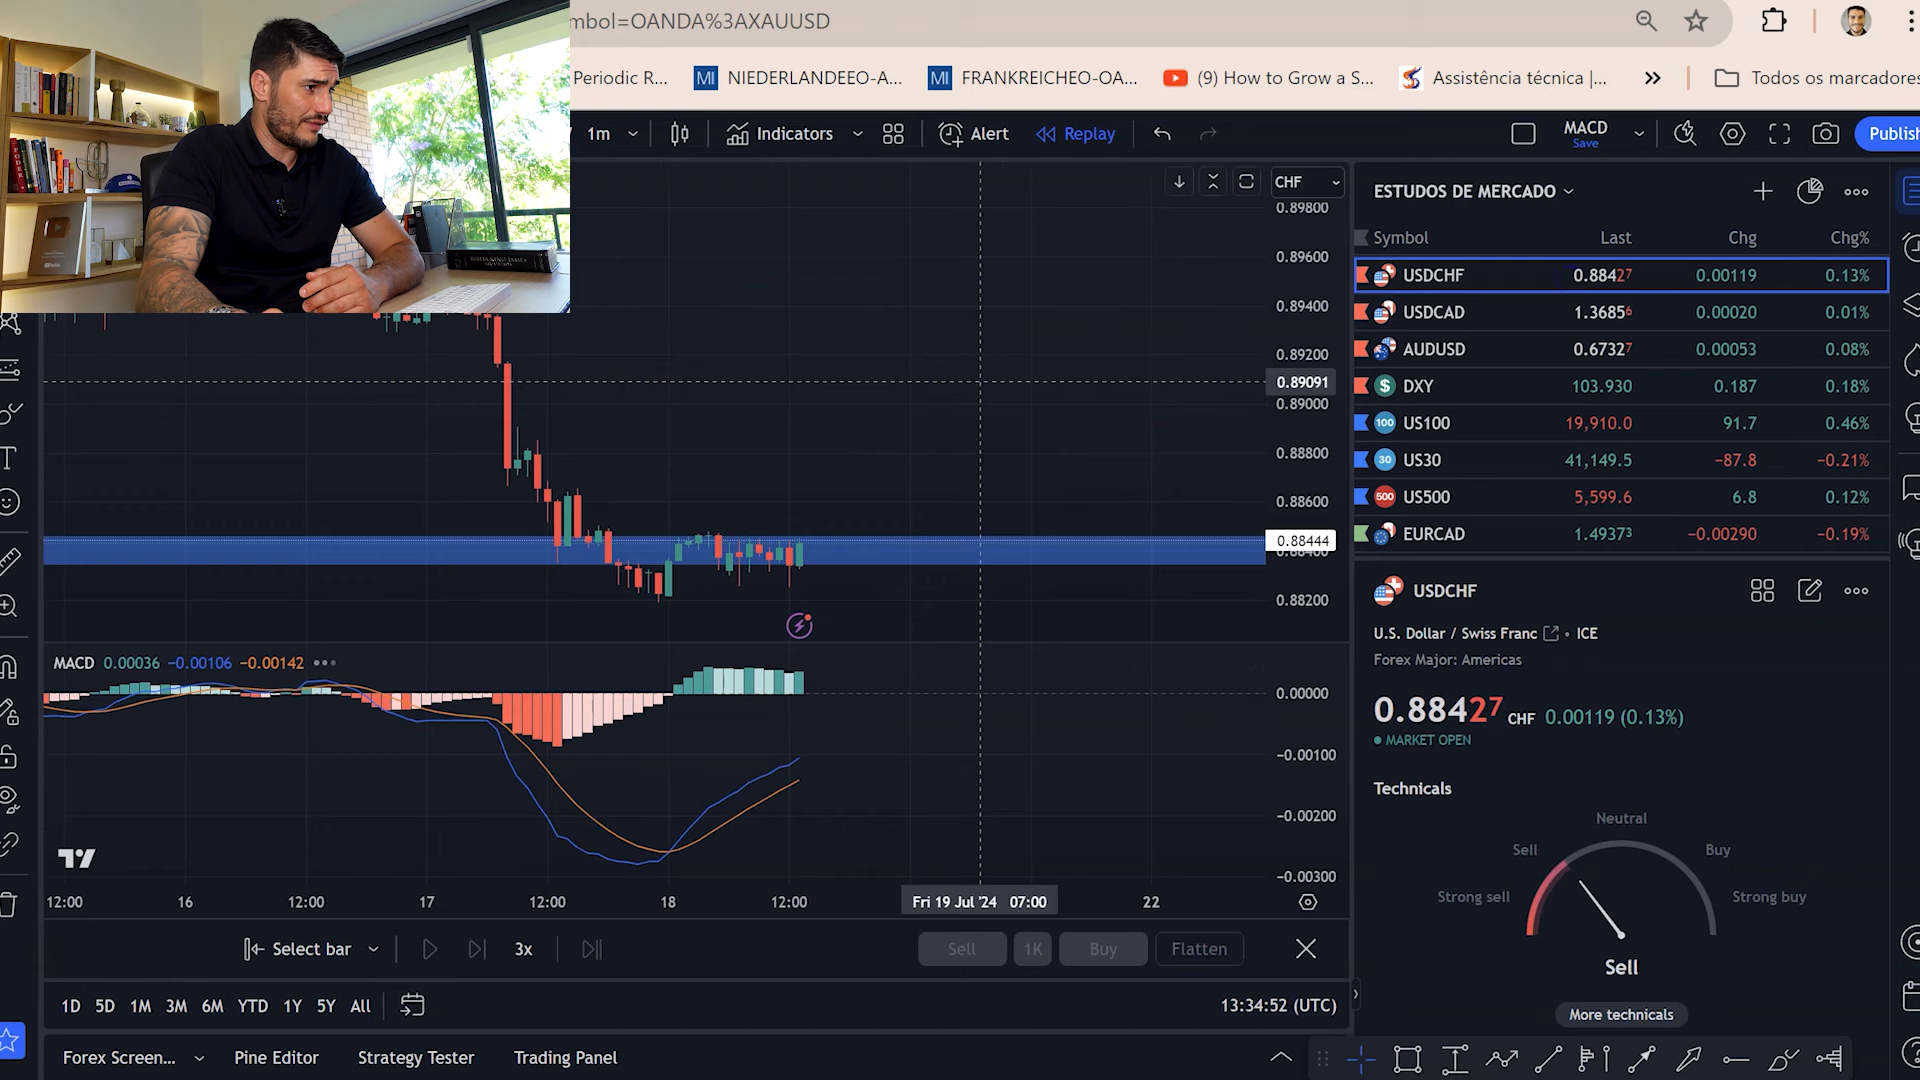 mbol=OANDA%3AXAUUSD
Periodic R...
NIEDERLANDEEO-A...
FRANKREICHEO-OA...
(9) How to Grow a S...
Assistência técnica |...
Todos os marcadores
1m
Indicators
Alert
Replay
MACD
Save
Publish
CHF
0.89800
0.89600
0.89400
0.89200
0.89091
0.89000
0.88800
0.88600
0.88444
0.88400
0.88200
MACD 0.00036 −0.00106 −0.00142
0.00000
−0.00100
−0.00200
−0.00300
12:00 16 12:00 17 12:00 18 12:00 Fri 19 Jul '24 07:00 22
Select bar
3x
Sell
1K
Buy
Flatten
1D 5D 1M 3M 6M YTD 1Y 5Y All
13:34:52 (UTC)
Forex Screen...
Pine Editor
Strategy Tester
Trading Panel
ESTUDOS DE MERCADO
Symbol Last Chg Chg%
USDCHF 0.88427 0.00119 0.13%
USDCAD 1.36856 0.00020 0.01%
AUDUSD 0.67327 0.00053 0.08%
$ DXY 103.930 0.187 0.18%
100 US100 19,910.0 91.7 0.46%
30 US30 41,149.5 −87.8 −0.21%
500 US500 5,599.6 6.8 0.12%
EURCAD 1.49373 −0.00290 −0.19%
USDCHF
U.S. Dollar / Swiss Franc • ICE
Forex Major: Americas
0.88427 CHF 0.00119 (0.13%)
MARKET OPEN
Technicals
Neutral
Sell
Buy
Strong sell
Strong buy
Sell
More technicals